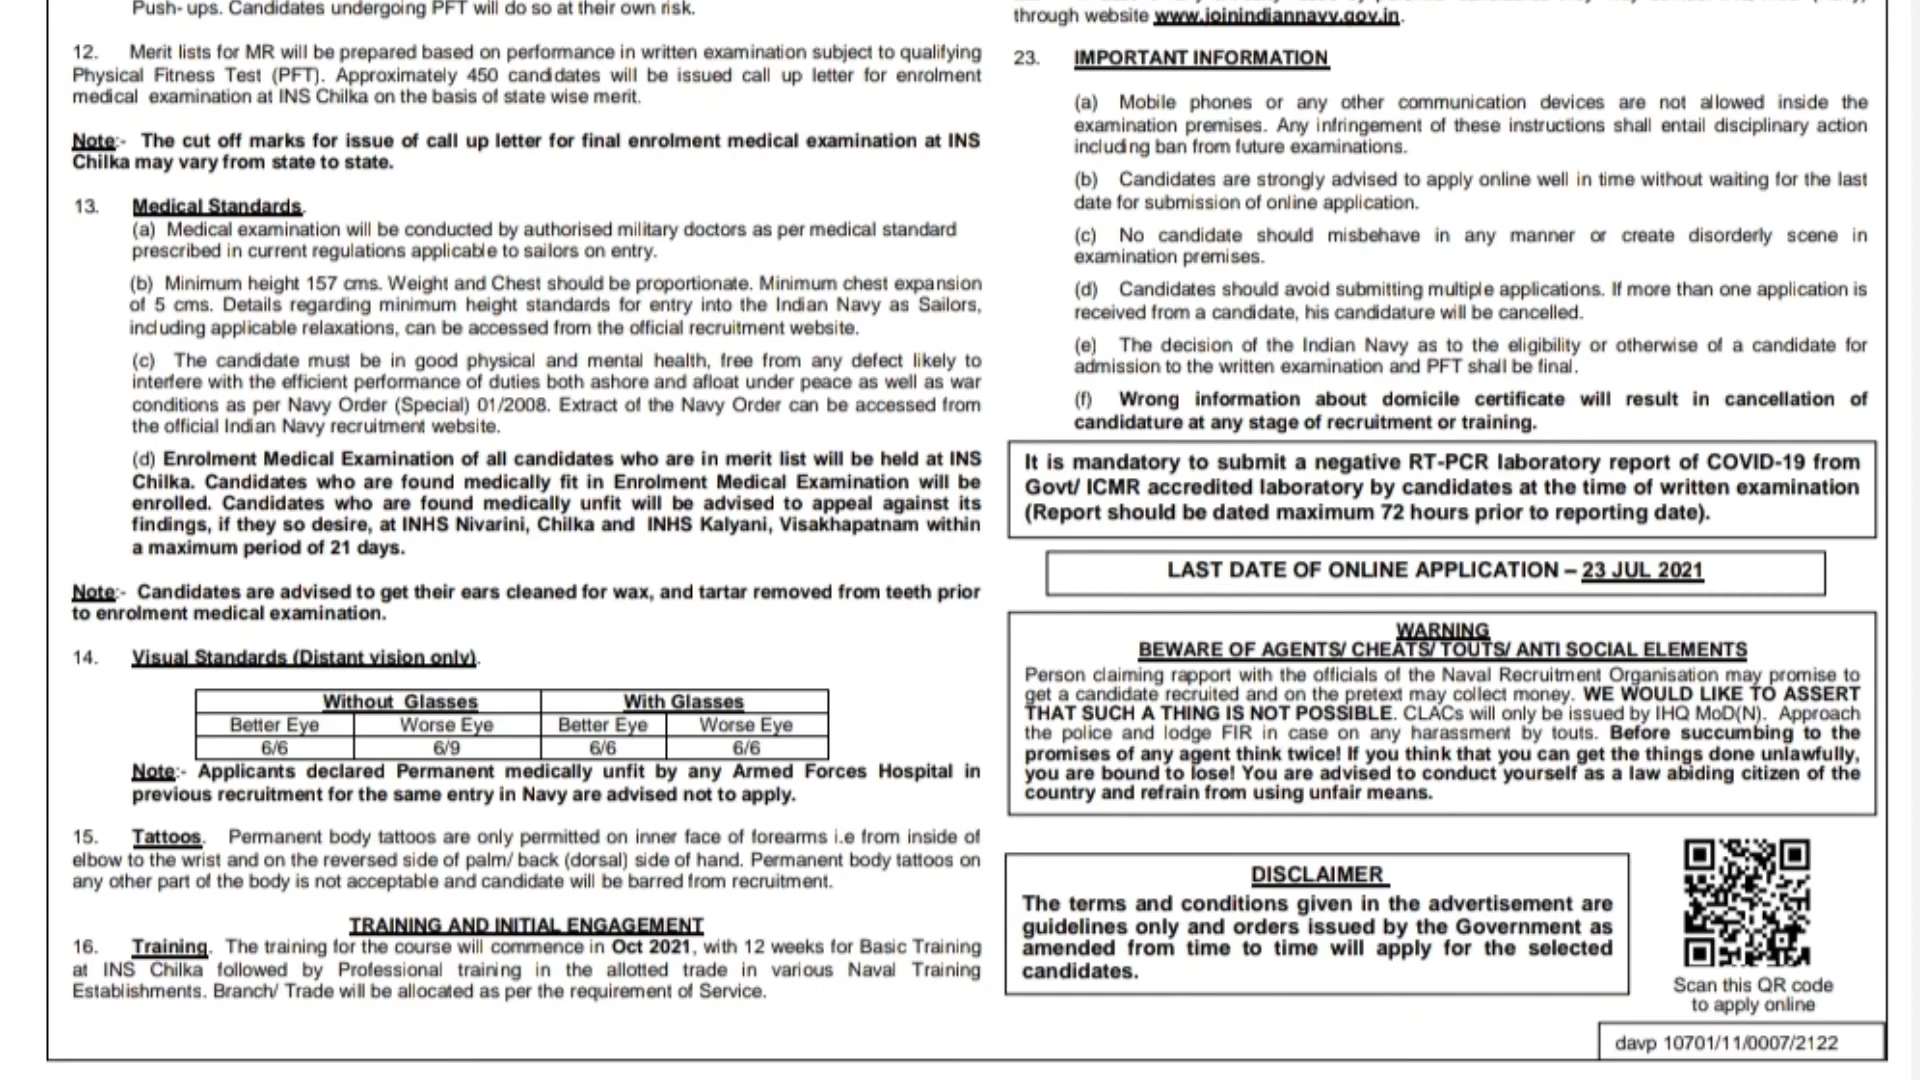 Push- ups. Candidates undergoing PFT will do so at their own risk.
12. Merit lists for MR will be prepared based on performance in written examination subject to qualifying
Physical Fitness Test (PFT). Approximately 450 candidates will be issued call up letter for enrolment
medical examination at INS Chilka on the basis of state wise merit.
Note:- The cut off marks for issue of call up letter for final enrolment medical examination at INS
Chilka may vary from state to state.
13. Medical Standards.
(a) Medical examination will be conducted by authorised military doctors as per medical standard
prescribed in current regulations applicable to sailors on entry.
(b) Minimum height 157 cms. Weight and Chest should be proportionate. Minimum chest expansion
of 5 cms. Details regarding minimum height standards for entry into the Indian Navy as Sailors,
including applicable relaxations, can be accessed from the official recruitment website.
(c) The candidate must be in good physical and mental health, free from any defect likely to
interfere with the efficient performance of duties both ashore and afloat under peace as well as war
conditions as per Navy Order (Special) 01/2008. Extract of the Navy Order can be accessed from
the official Indian Navy recruitment website.
(d) Enrolment Medical Examination of all candidates who are in merit list will be held at INS
Chilka. Candidates who are found medically fit in Enrolment Medical Examination will be
enrolled. Candidates who are found medically unfit will be advised to appeal against its
findings, if they so desire, at INHS Nivarini, Chilka and INHS Kalyani, Visakhapatnam within
a maximum period of 21 days.
Note:- Candidates are advised to get their ears cleaned for wax, and tartar removed from teeth prior
to enrolment medical examination.
14. Visual Standards (Distant vision only).
Without Glasses With Glasses
Better Eye Worse Eye Better Eye Worse Eye
6/6 6/9 6/6 6/6
Note:- Applicants declared Permanent medically unfit by any Armed Forces Hospital in
previous recruitment for the same entry in Navy are advised not to apply.
15. Tattoos. Permanent body tattoos are only permitted on inner face of forearms i.e from inside of
elbow to the wrist and on the reversed side of palm/ back (dorsal) side of hand. Permanent body tattoos on
any other part of the body is not acceptable and candidate will be barred from recruitment.
TRAINING AND INITIAL ENGAGEMENT
16. Training. The training for the course will commence in Oct 2021, with 12 weeks for Basic Training
at INS Chilka followed by Professional training in the allotted trade in various Naval Training
Establishments. Branch/ Trade will be allocated as per the requirement of Service.
through website www.joinindiannavy.gov.in.
23. IMPORTANT INFORMATION
(a) Mobile phones or any other communication devices are not allowed inside the
examination premises. Any infringement of these instructions shall entail disciplinary action
including ban from future examinations.
(b) Candidates are strongly advised to apply online well in time without waiting for the last
date for submission of online application.
(c) No candidate should misbehave in any manner or create disorderly scene in
examination premises.
(d) Candidates should avoid submitting multiple applications. If more than one application is
received from a candidate, his candidature will be cancelled.
(e) The decision of the Indian Navy as to the eligibility or otherwise of a candidate for
admission to the written examination and PFT shall be final.
(f) Wrong information about domicile certificate will result in cancellation of
candidature at any stage of recruitment or training.
It is mandatory to submit a negative RT-PCR laboratory report of COVID-19 from
Govt/ ICMR accredited laboratory by candidates at the time of written examination
(Report should be dated maximum 72 hours prior to reporting date).
LAST DATE OF ONLINE APPLICATION – 23 JUL 2021
WARNING
BEWARE OF AGENTS/ CHEATS/ TOUTS/ ANTI SOCIAL ELEMENTS
Person claiming rapport with the officials of the Naval Recruitment Organisation may promise to
get a candidate recruited and on the pretext may collect money. WE WOULD LIKE TO ASSERT
THAT SUCH A THING IS NOT POSSIBLE. CLACs will only be issued by IHQ MoD(N). Approach
the police and lodge FIR in case on any harassment by touts. Before succumbing to the
promises of any agent think twice! If you think that you can get the things done unlawfully,
you are bound to lose! You are advised to conduct yourself as a law abiding citizen of the
country and refrain from using unfair means.
DISCLAIMER
The terms and conditions given in the advertisement are
guidelines only and orders issued by the Government as
amended from time to time will apply for the selected
candidates.
Scan this QR code
to apply online
davp 10701/11/0007/2122